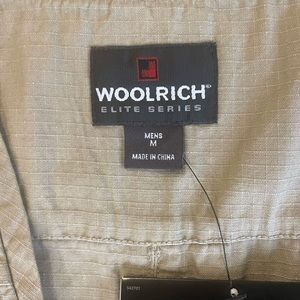 WOOLRICH®
ELITE SERIES
MENS
M
MADE IN CHINA